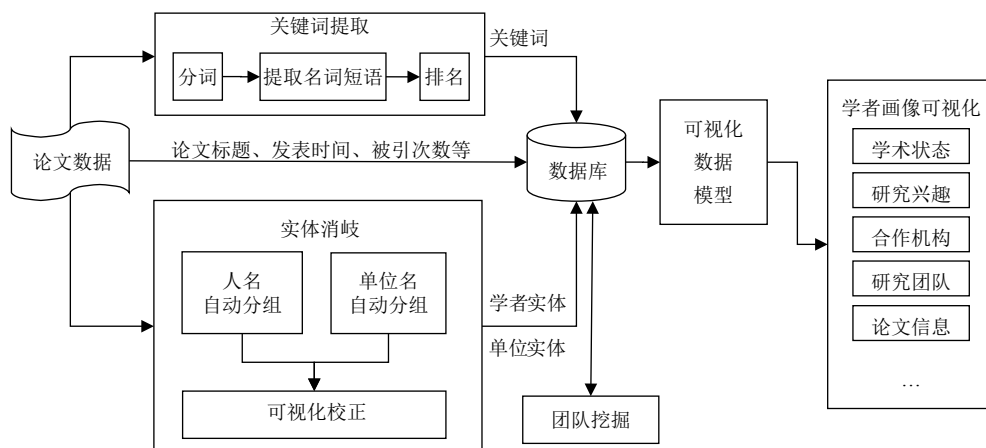 关键词提取
分词
提取名词短语
排名
关键词
论文数据
论文标题、发表时间、被引次数等
数据库
可视化
数据
模型
学者画像可视化
学术状态
研究兴趣
合作机构
研究团队
论文信息
…
实体消岐
人名
自动分组
单位名
自动分组
可视化校正
学者实体
单位实体
团队挖掘